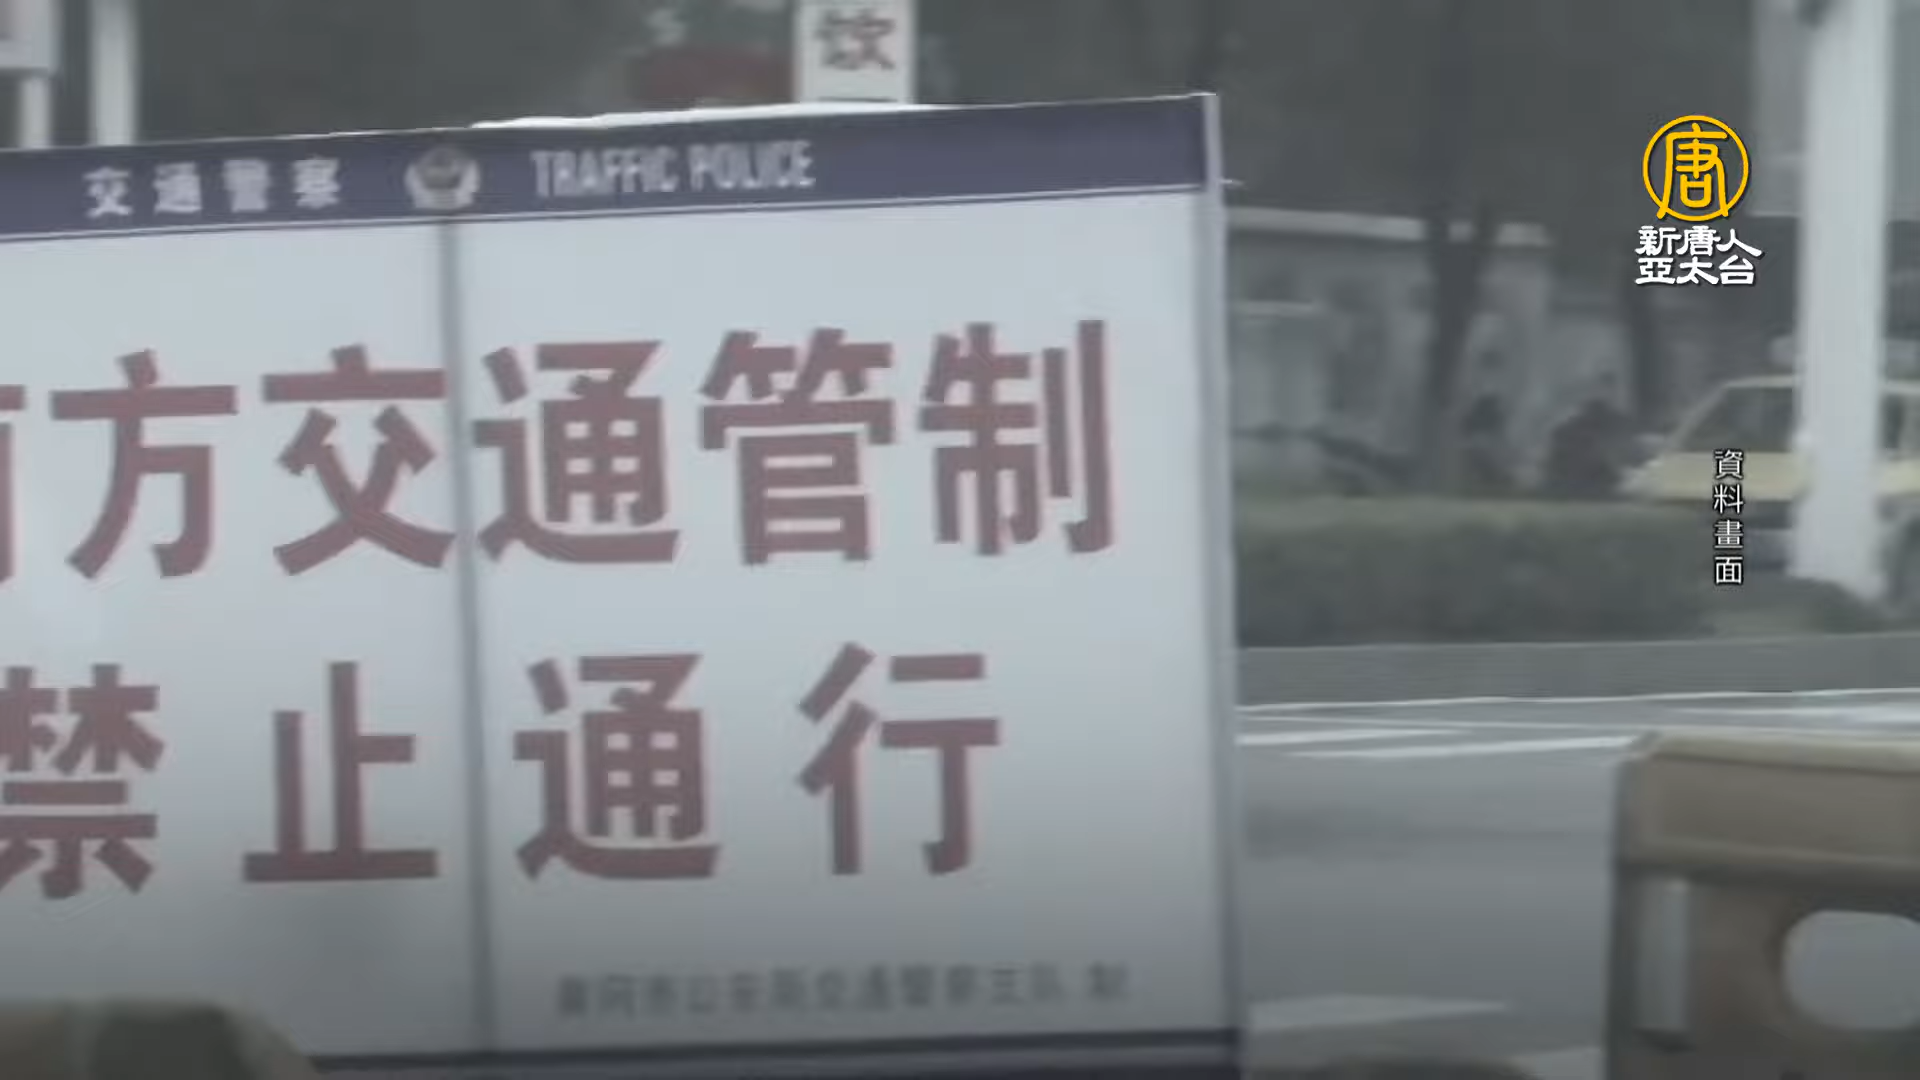 饮
交通警察 TRAFFIC POLICE
方交通管制
禁止通行
唐
新唐人
亞太台
資料畫面